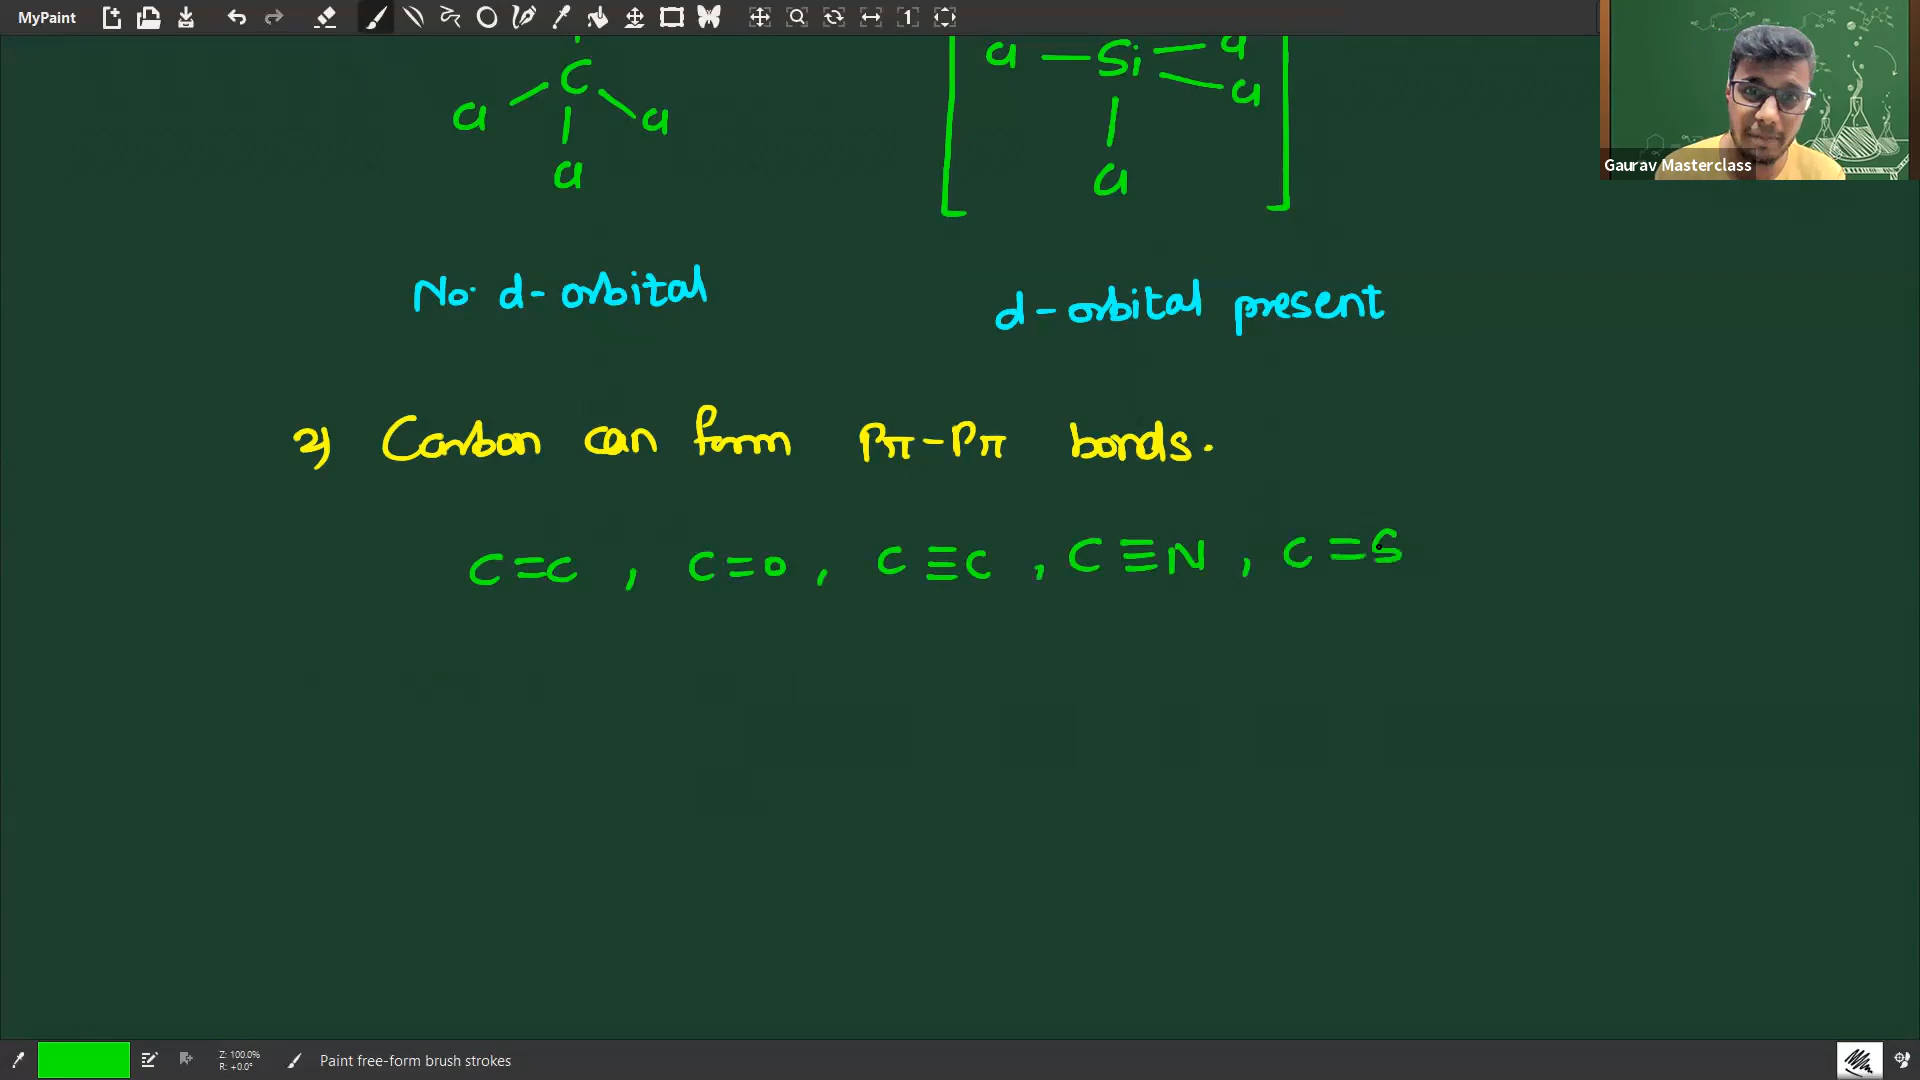 MyPaint
1
C
Cl
Cl
Cl
Cl
Si
Cl
Cl
Cl
Gaurav Masterclass
No d-orbital
d-orbital present
2) Carbon can form Pπ-Pπ bonds.
C=C , C=O , C≡C , C≡N , C=S
Z: 100.0%
R: +0.0°
Paint free-form brush strokes